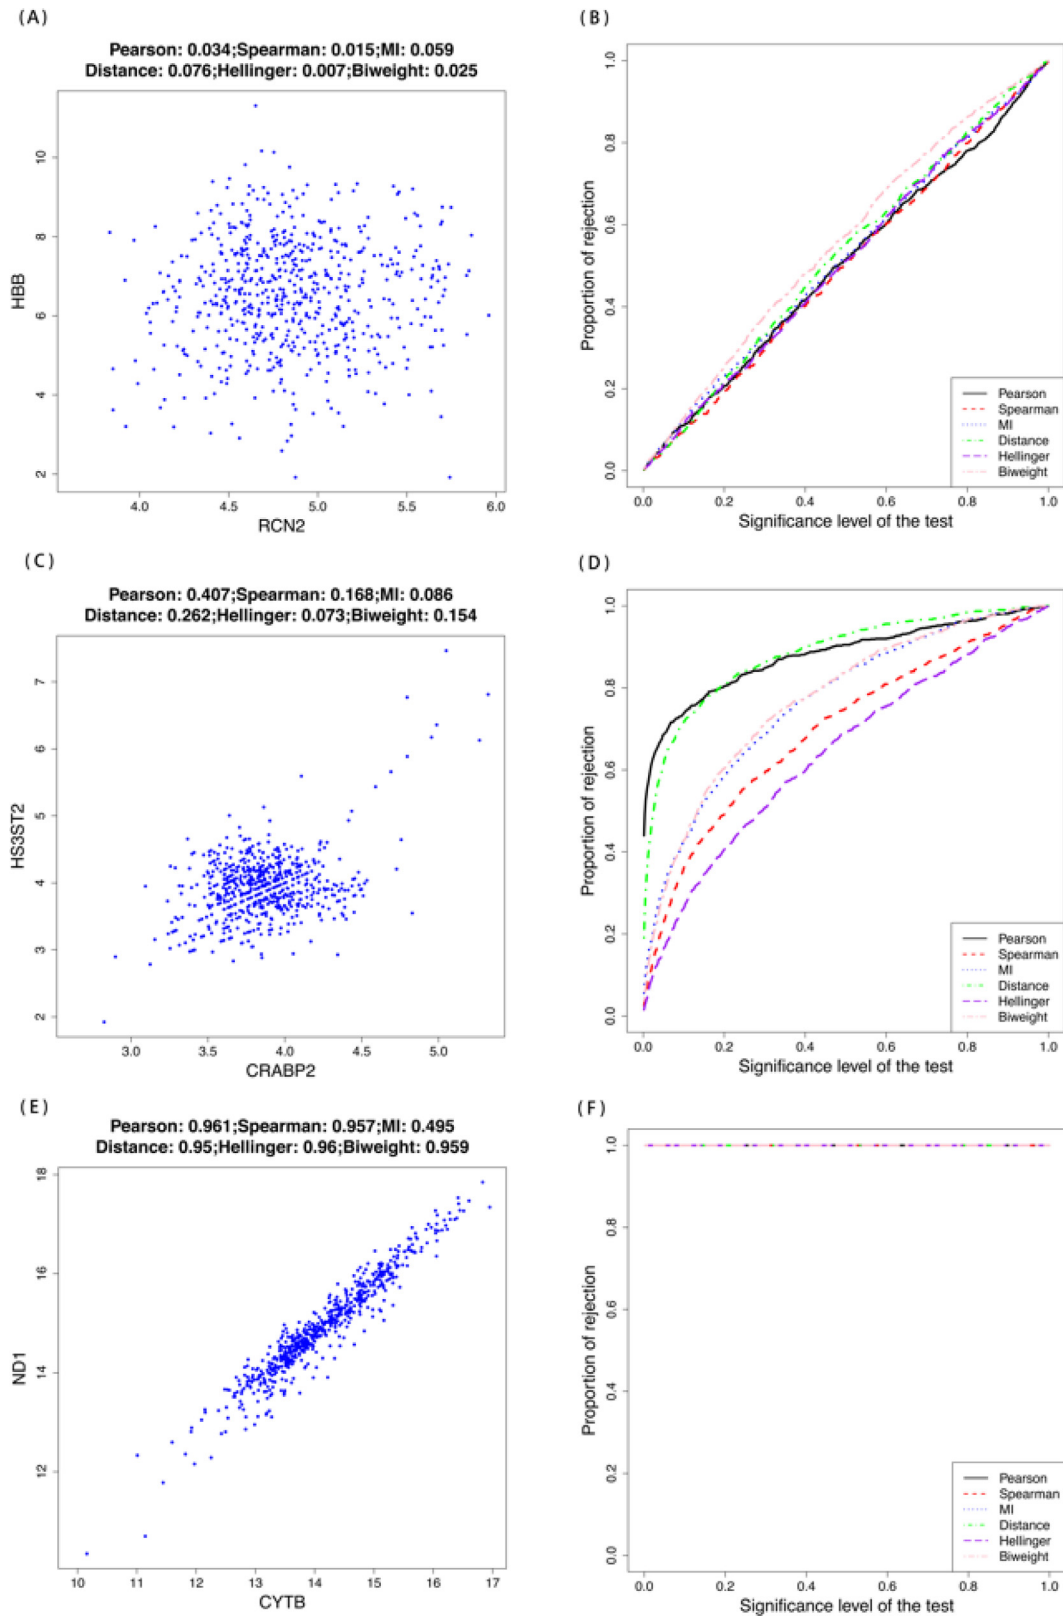 (A)
Pearson: 0.034;Spearman: 0.015;MI: 0.059
Distance: 0.076;Hellinger: 0.007;Biweight: 0.025
HBB
10
8
6
4
2
4.0 4.5 5.0 5.5 6.0
RCN2
(B)
Proportion of rejection
1.0
0.8
0.6
0.4
0.2
0.0
Pearson
Spearman
MI
Distance
Hellinger
Biweight
0.0 0.2 0.4 0.6 0.8 1.0
Significance level of the test
(C)
Pearson: 0.407;Spearman: 0.168;MI: 0.086
Distance: 0.262;Hellinger: 0.073;Biweight: 0.154
HS3ST2
7
6
5
4
3
2
3.0 3.5 4.0 4.5 5.0
CRABP2
(D)
Proportion of rejection
1.0
0.8
0.6
0.4
0.2
0.0
Pearson
Spearman
MI
Distance
Hellinger
Biweight
0.0 0.2 0.4 0.6 0.8 1.0
Significance level of the test
(E)
Pearson: 0.961;Spearman: 0.957;MI: 0.495
Distance: 0.95;Hellinger: 0.96;Biweight: 0.959
ND1
18
16
14
12
10 11 12 13 14 15 16 17
CYTB
(F)
Proportion of rejection
1.0
0.8
0.6
0.4
0.2
0.0
Pearson
Spearman
MI
Distance
Hellinger
Biweight
0.0 0.2 0.4 0.6 0.8 1.0
Significance level of the test